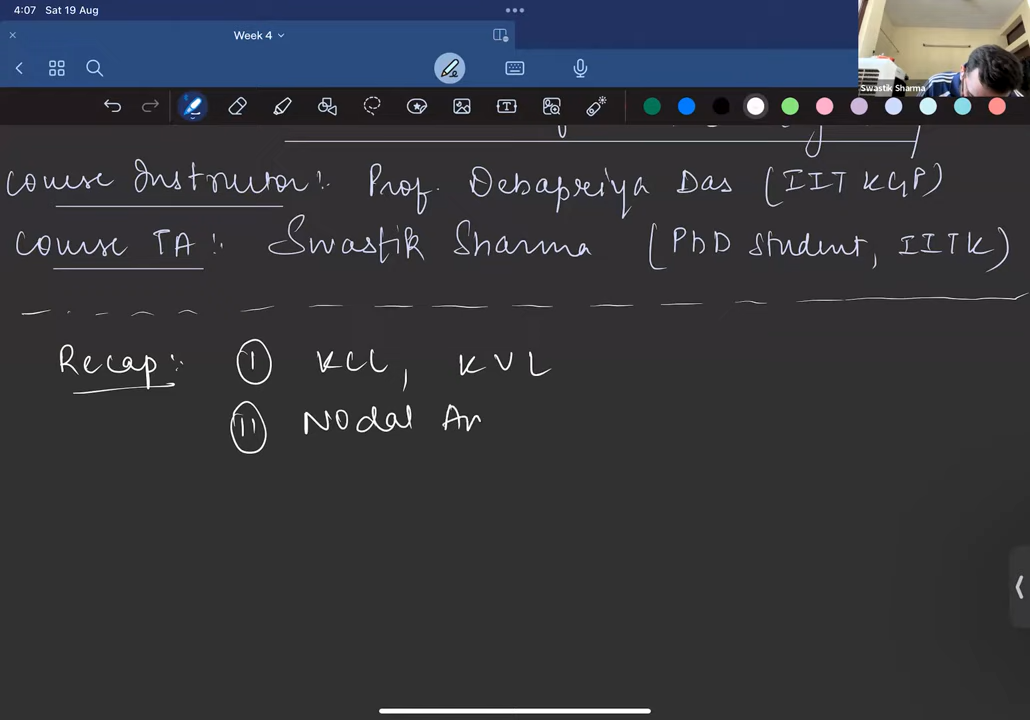 4:07 Sat 19 Aug
Week 4
Swastik Sharma
Course Instructor:. Prof. Debapriya Das (IIT KGP)
Course TA:. Swastik Sharma (PhD Student, IITK)
Recap:. (I) KCL, KVL
(II) Nodal An